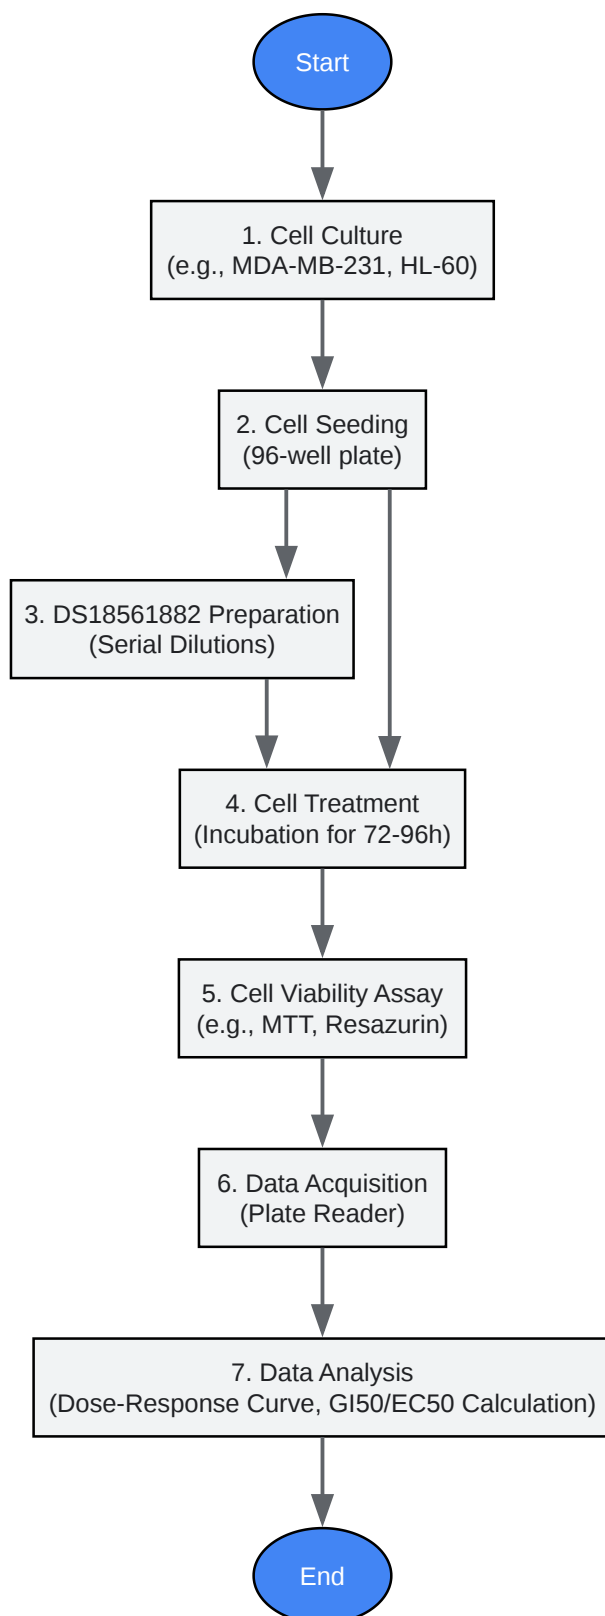 Start
1. Cell Culture
(e.g., MDA-MB-231, HL-60)
2. Cell Seeding
(96-well plate)
3. DS18561882 Preparation
(Serial Dilutions)
4. Cell Treatment
(Incubation for 72-96h)
5. Cell Viability Assay
(e.g., MTT, Resazurin)
6. Data Acquisition
(Plate Reader)
7. Data Analysis
(Dose-Response Curve, GI50/EC50 Calculation)
End